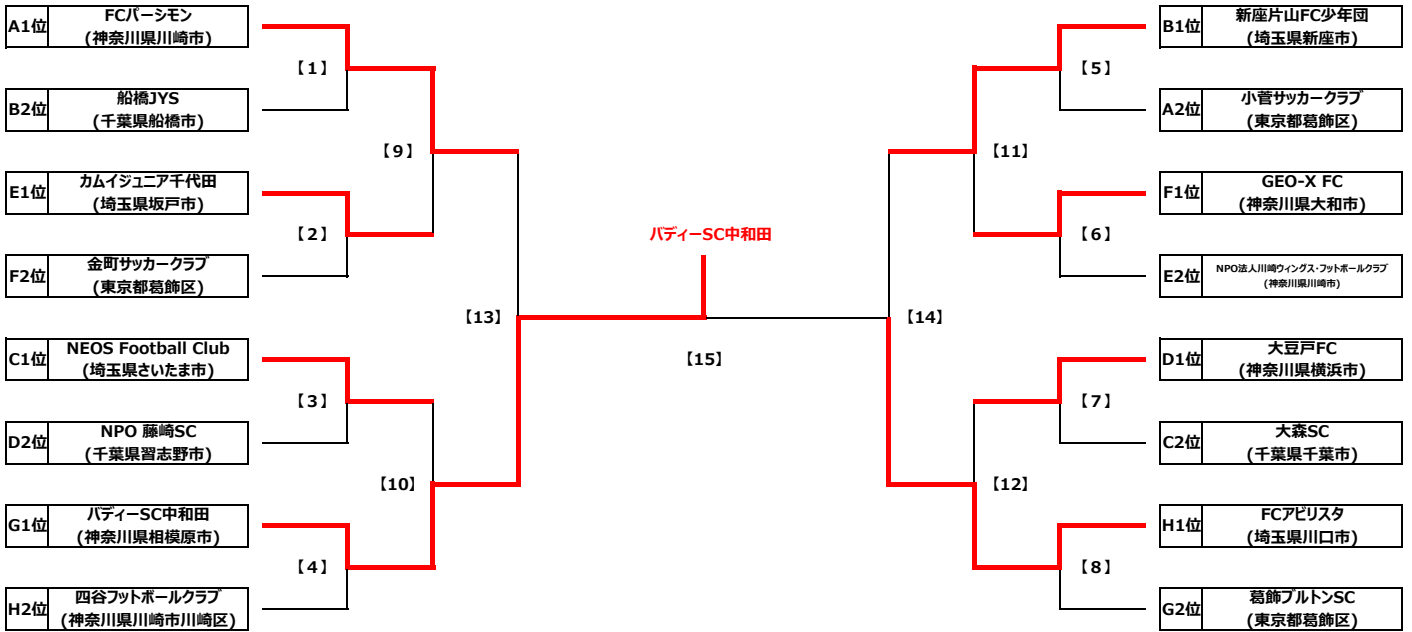 A1位 FCパーシモン
(神奈川県川崎市)
【1】
B2位 船橋JYS
(千葉県船橋市)
【9】
E1位 カムイジュニア千代田
(埼玉県坂戸市)
【2】
F2位 金町サッカークラブ
(東京都葛飾区)
【13】
C1位 NEOS Football Club
(埼玉県さいたま市)
【3】
D2位 NPO 藤崎SC
(千葉県習志野市)
【10】
G1位 バディーSC中和田
(神奈川県相模原市)
【4】
H2位 四谷フットボールクラブ
(神奈川県川崎市川崎区)
バディーSC中和田
【15】
B1位 新座片山FC少年団
(埼玉県新座市)
【5】
A2位 小菅サッカークラブ
(東京都葛飾区)
【11】
F1位 GEO-X FC
(神奈川県大和市)
【6】
E2位 NPO法人川崎ウィングス・フットボールクラブ
(神奈川県川崎市)
【14】
D1位 大豆戸FC
(神奈川県横浜市)
【7】
C2位 大森SC
(千葉県千葉市)
【12】
H1位 FCアビリスタ
(埼玉県川口市)
【8】
G2位 葛飾ブルトンSC
(東京都葛飾区)